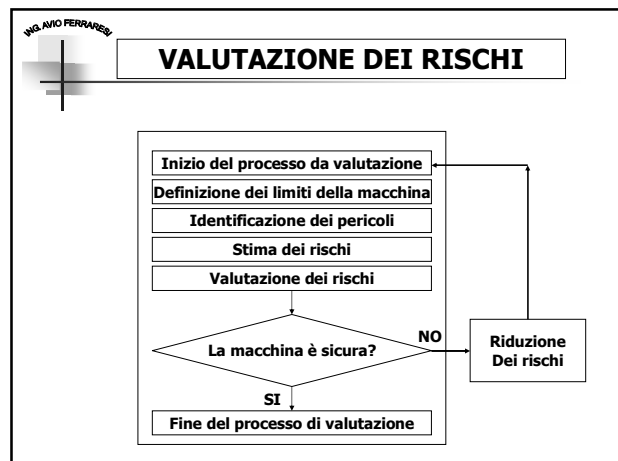 ING. AVIO FERRARESI
VALUTAZIONE DEI RISCHI
Inizio del processo da valutazione
Definizione dei limiti della macchina
Identificazione dei pericoli
Stima dei rischi
Valutazione dei rischi
La macchina è sicura?
NO
Riduzione
Dei rischi
SI
Fine del processo di valutazione